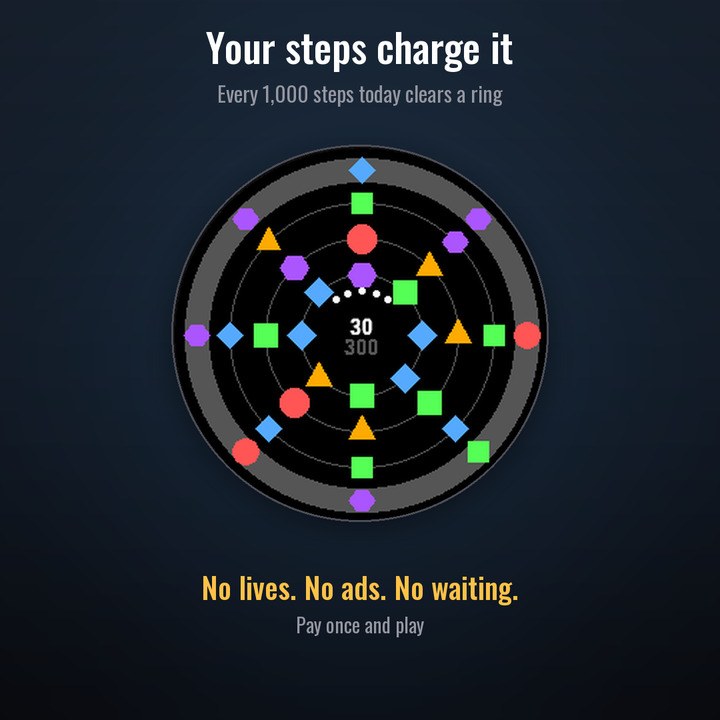 Your steps charge it
Every 1,000 steps today clears a ring
30
300
No lives. No ads. No waiting.
Pay once and play